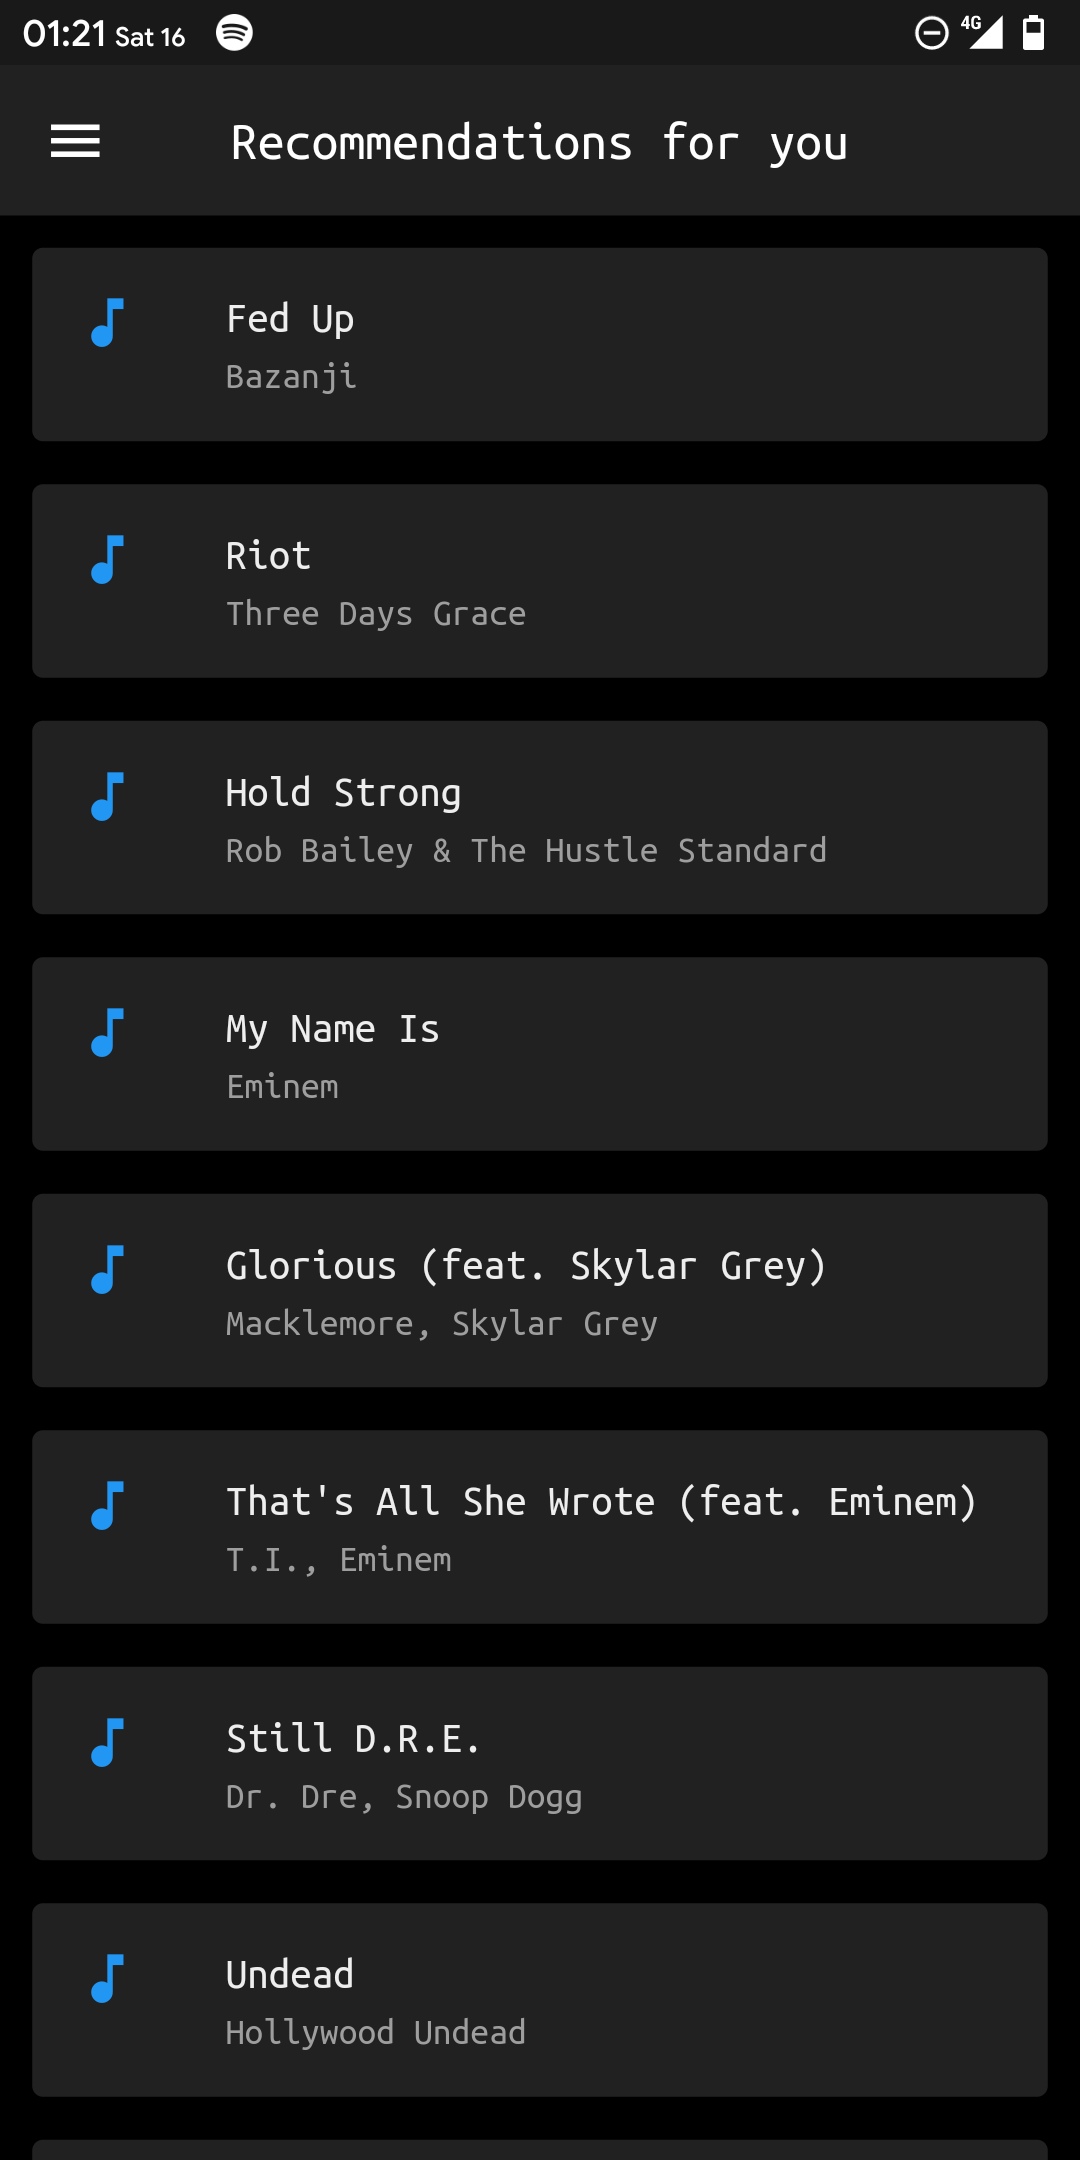 01:21 Sat 16 4G
Recommendations for you
Fed Up
Bazanji
Riot
Three Days Grace
Hold Strong
Rob Bailey & The Hustle Standard
My Name Is
Eminem
Glorious (feat. Skylar Grey)
Macklemore, Skylar Grey
That's All She Wrote (feat. Eminem)
T.I., Eminem
Still D.R.E.
Dr. Dre, Snoop Dogg
Undead
Hollywood Undead